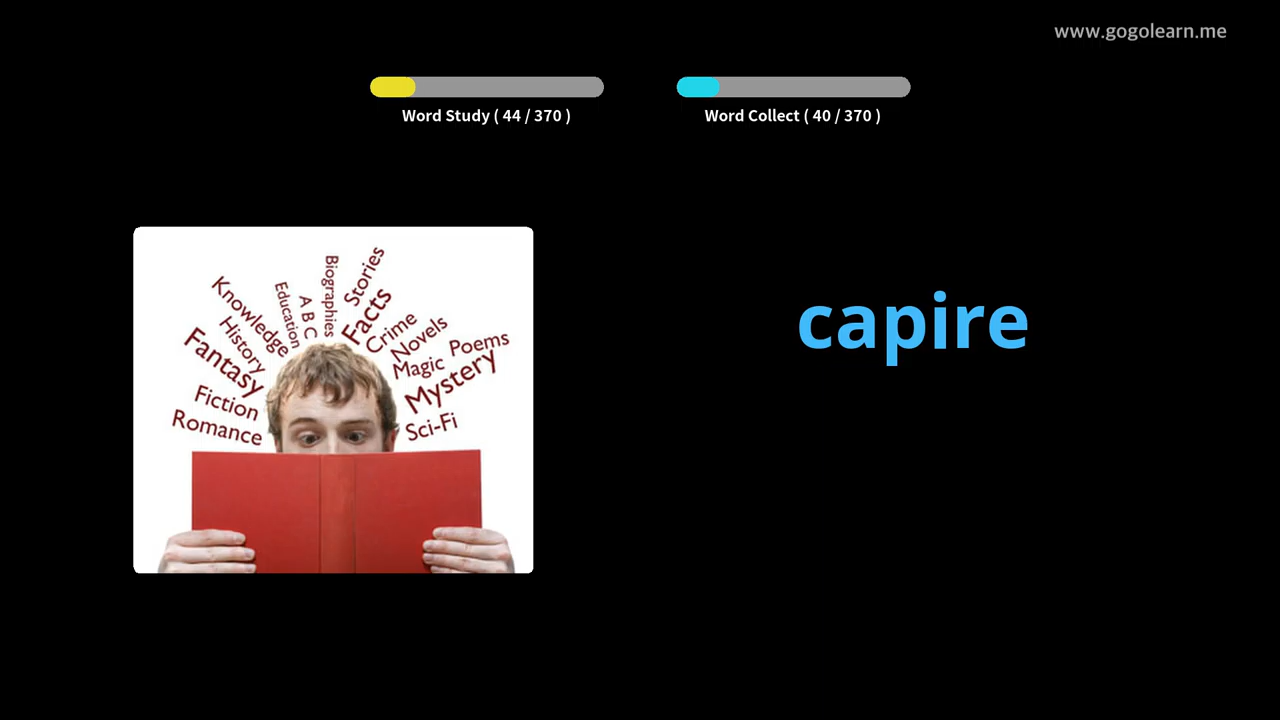 www.gogolearn.me
Word Study ( 44 / 370 )
Word Collect ( 40 / 370 )
capire
Romance
Fiction
Fantasy
History
Knowledge
Education
A B C
Biographies
Stories
Facts
Crime
Novels
Magic
Poems
Mystery
Sci-Fi